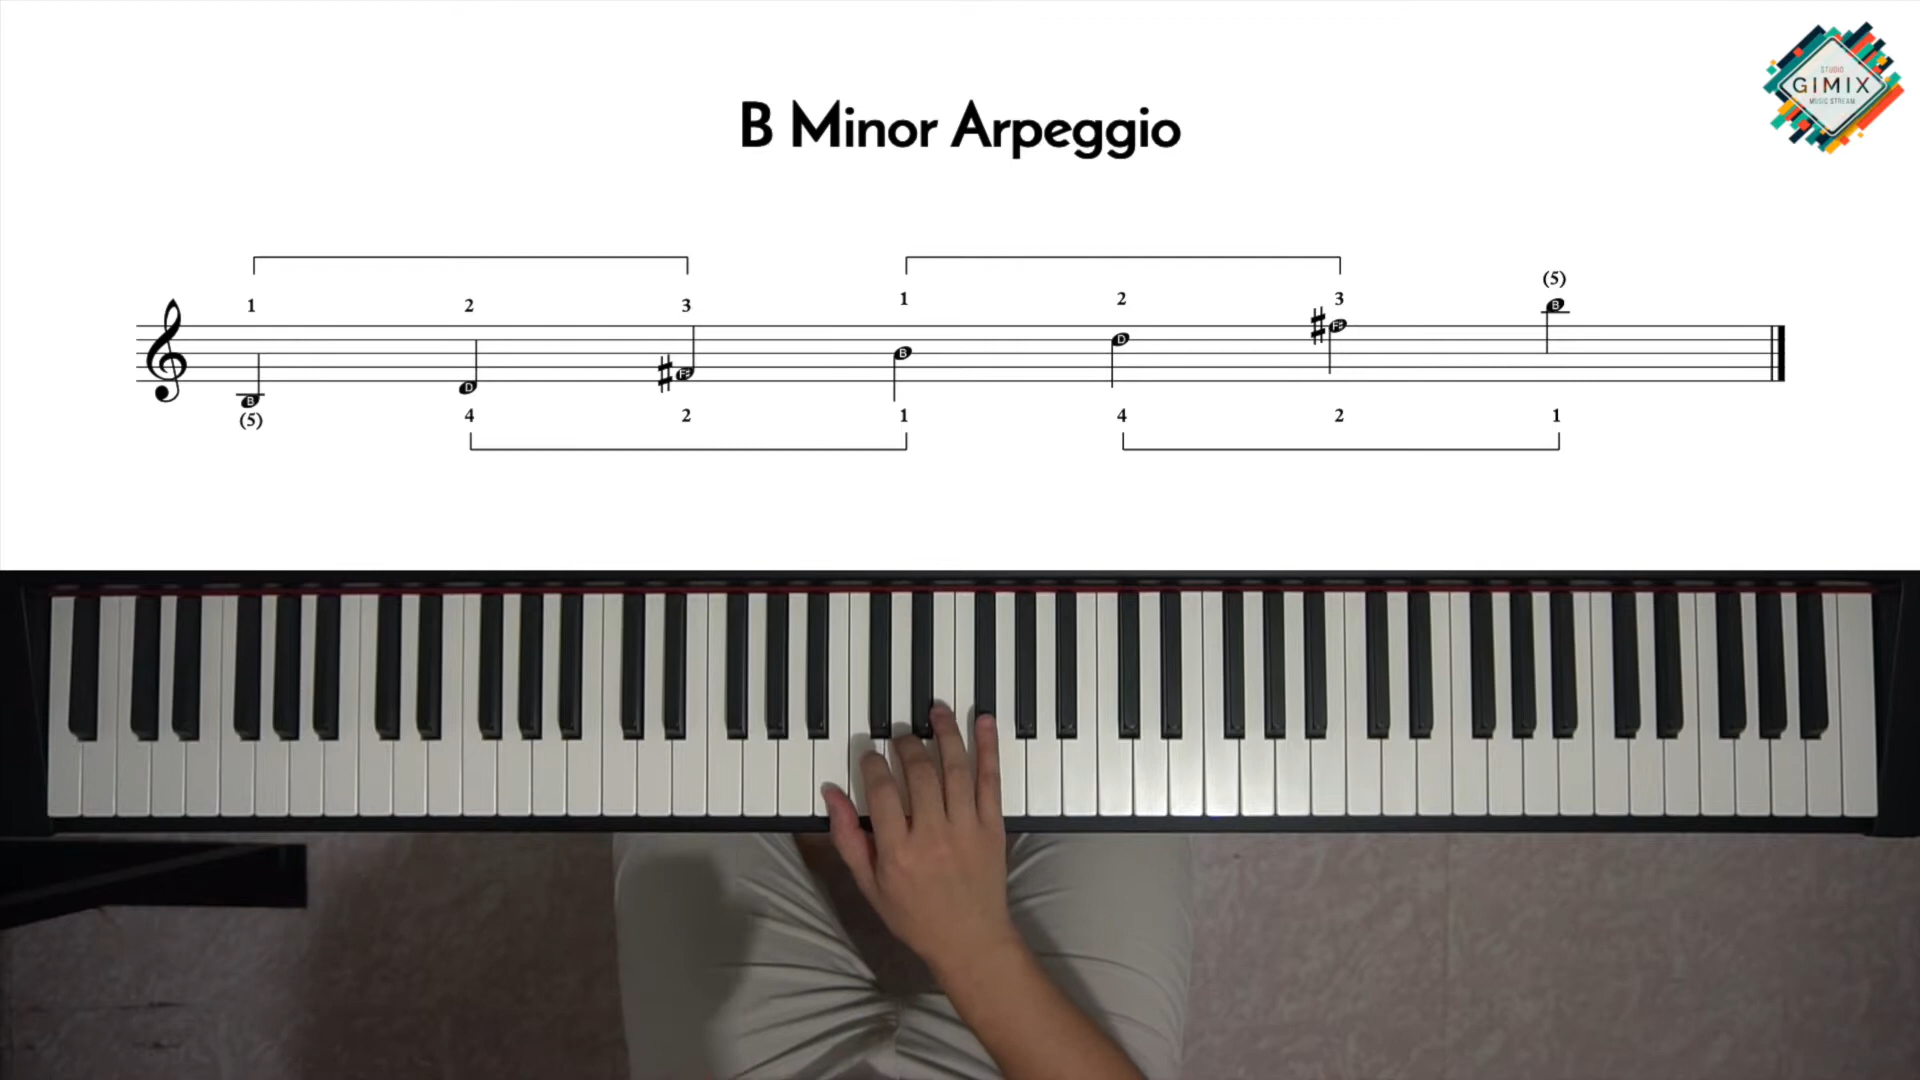 STUDIO
GIMIX
MUSIC STREAM
B Minor Arpeggio
1 2 3 1 2 3 (5)
B D F# B D F# B
(5) 4 2 1 4 2 1